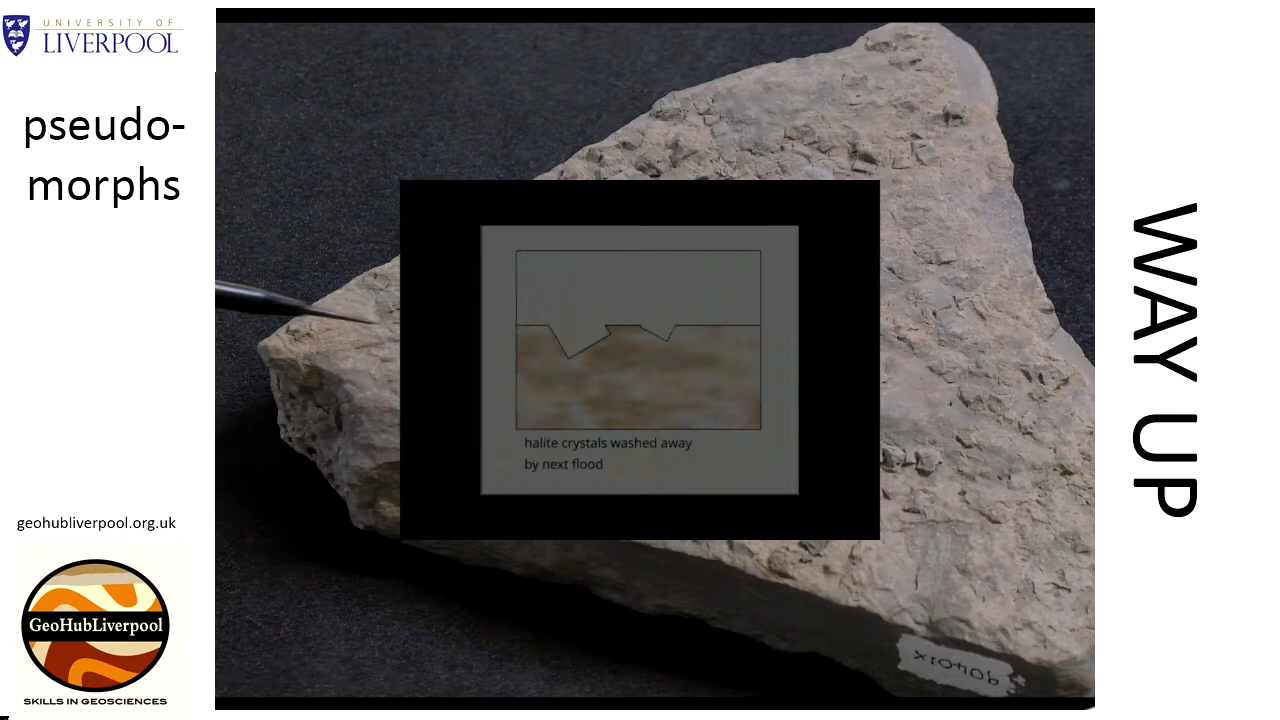 UNIVERSITY OF
LIVERPOOL
pseudo-
morphs
halite crystals washed away
by next flood
WAY UP
geohubliverpool.org.uk
GeoHubLiverpool
SKILLS IN GEOSCIENCES